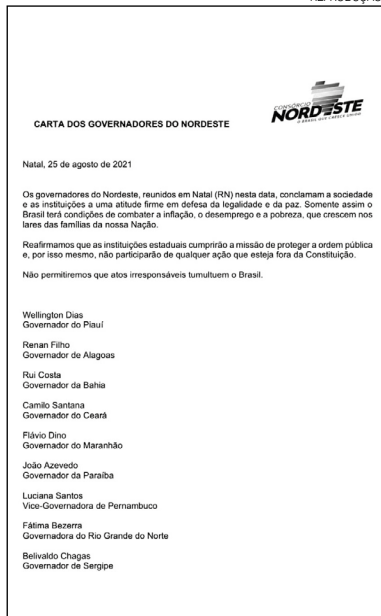 CONSÓRCIO
NORDESTE
O BRASIL QUE CRESCE UNIDO
CARTA DOS GOVERNADORES DO NORDESTE
Natal, 25 de agosto de 2021
Os governadores do Nordeste, reunidos em Natal (RN) nesta data, conclamam a sociedade
e as instituições a uma atitude firme em defesa da legalidade e da paz. Somente assim o
Brasil terá condições de combater a inflação, o desemprego e a pobreza, que crescem nos
lares das famílias da nossa Nação.
Reafirmamos que as instituições estaduais cumprirão a missão de proteger a ordem pública
e, por isso mesmo, não participarão de qualquer ação que esteja fora da Constituição.
Não permitiremos que atos irresponsáveis tumultuem o Brasil.
Wellington Dias
Governador do Piauí
Renan Filho
Governador de Alagoas
Rui Costa
Governador da Bahia
Camilo Santana
Governador do Ceará
Flávio Dino
Governador do Maranhão
João Azevedo
Governador da Paraíba
Luciana Santos
Vice-Governadora de Pernambuco
Fátima Bezerra
Governadora do Rio Grande do Norte
Belivaldo Chagas
Governador de Sergipe